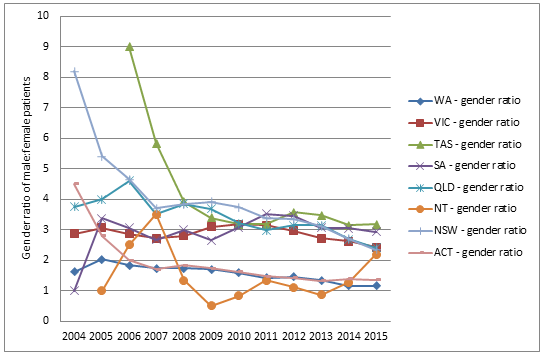 10
9
8
7
6
5
4
3
2
1
0
Gender ratio of male:female patients
2004 2005 2006 2007 2008 2009 2010 2011 2012 2013 2014 2015
WA - gender ratio
VIC - gender ratio
TAS - gender ratio
SA - gender ratio
QLD - gender ratio
NT - gender ratio
NSW - gender ratio
ACT - gender ratio